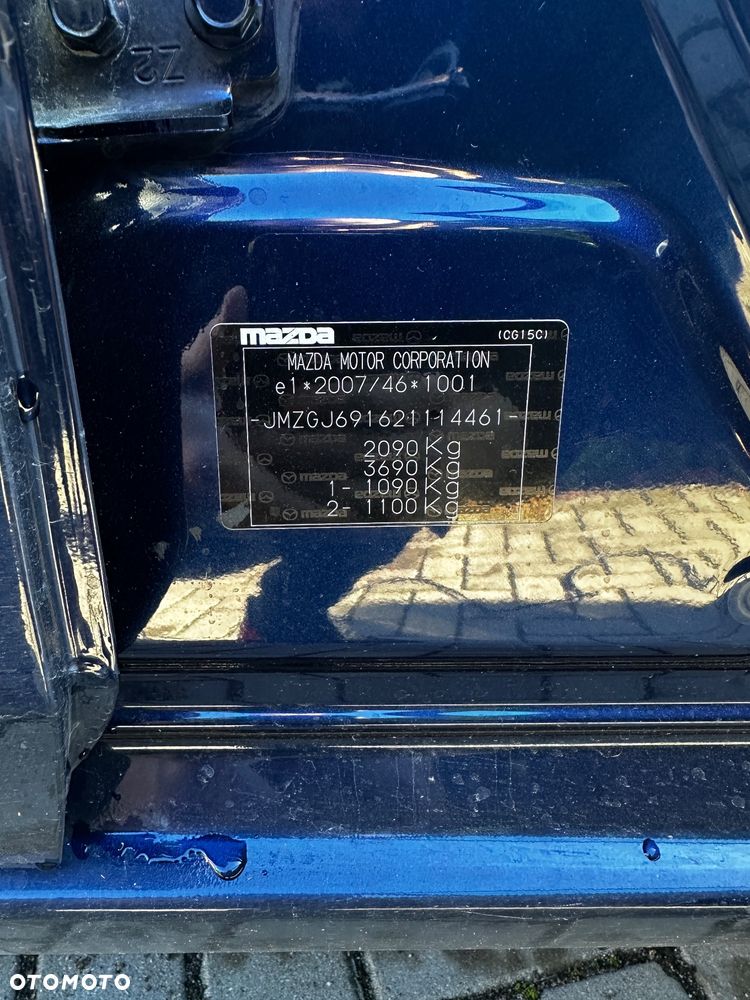 Z2
mazda (CG15C)
MAZDA MOTOR CORPORATION
e1*2007/46*1001
-JMZGJ691621114461-
2090 Kg
3690 Kg
1- 1090 Kg
2- 1100 Kg
OTOMOTO